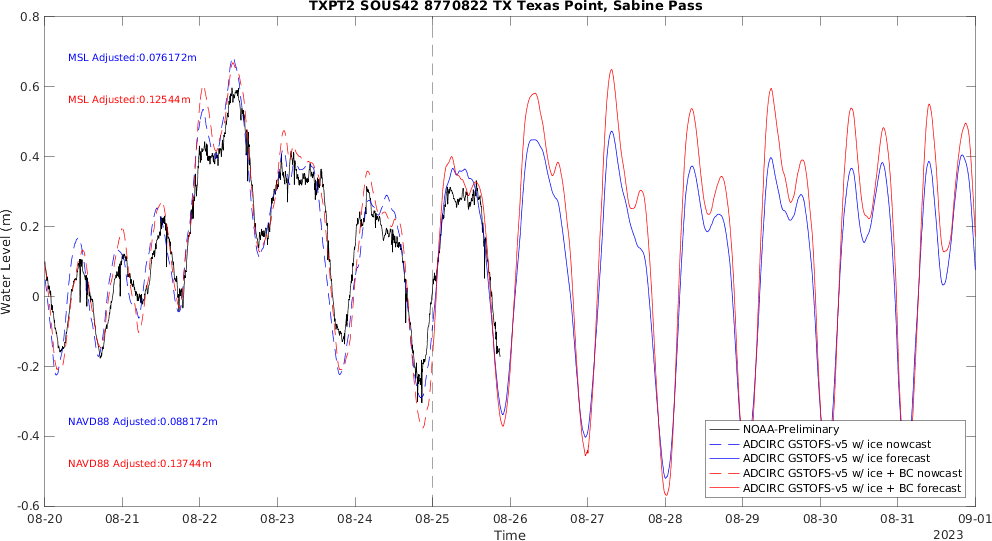 TXPT2 SOUS42 8770822 TX Texas Point, Sabine Pass
0.8
0.6
0.4
0.2
0
-0.2
-0.4
-0.6
Water Level (m)
MSL Adjusted:0.076172m
MSL Adjusted:0.12544m
NAVD88 Adjusted:0.088172m
NAVD88 Adjusted:0.13744m
NOAA-Preliminary
ADCIRC GSTOFS-v5 w/ ice nowcast
ADCIRC GSTOFS-v5 w/ ice forecast
ADCIRC GSTOFS-v5 w/ ice + BC nowcast
ADCIRC GSTOFS-v5 w/ ice + BC forecast
08-20 08-21 08-22 08-23 08-24 08-25 08-26 08-27 08-28 08-29 08-30 08-31 09-01
Time
2023